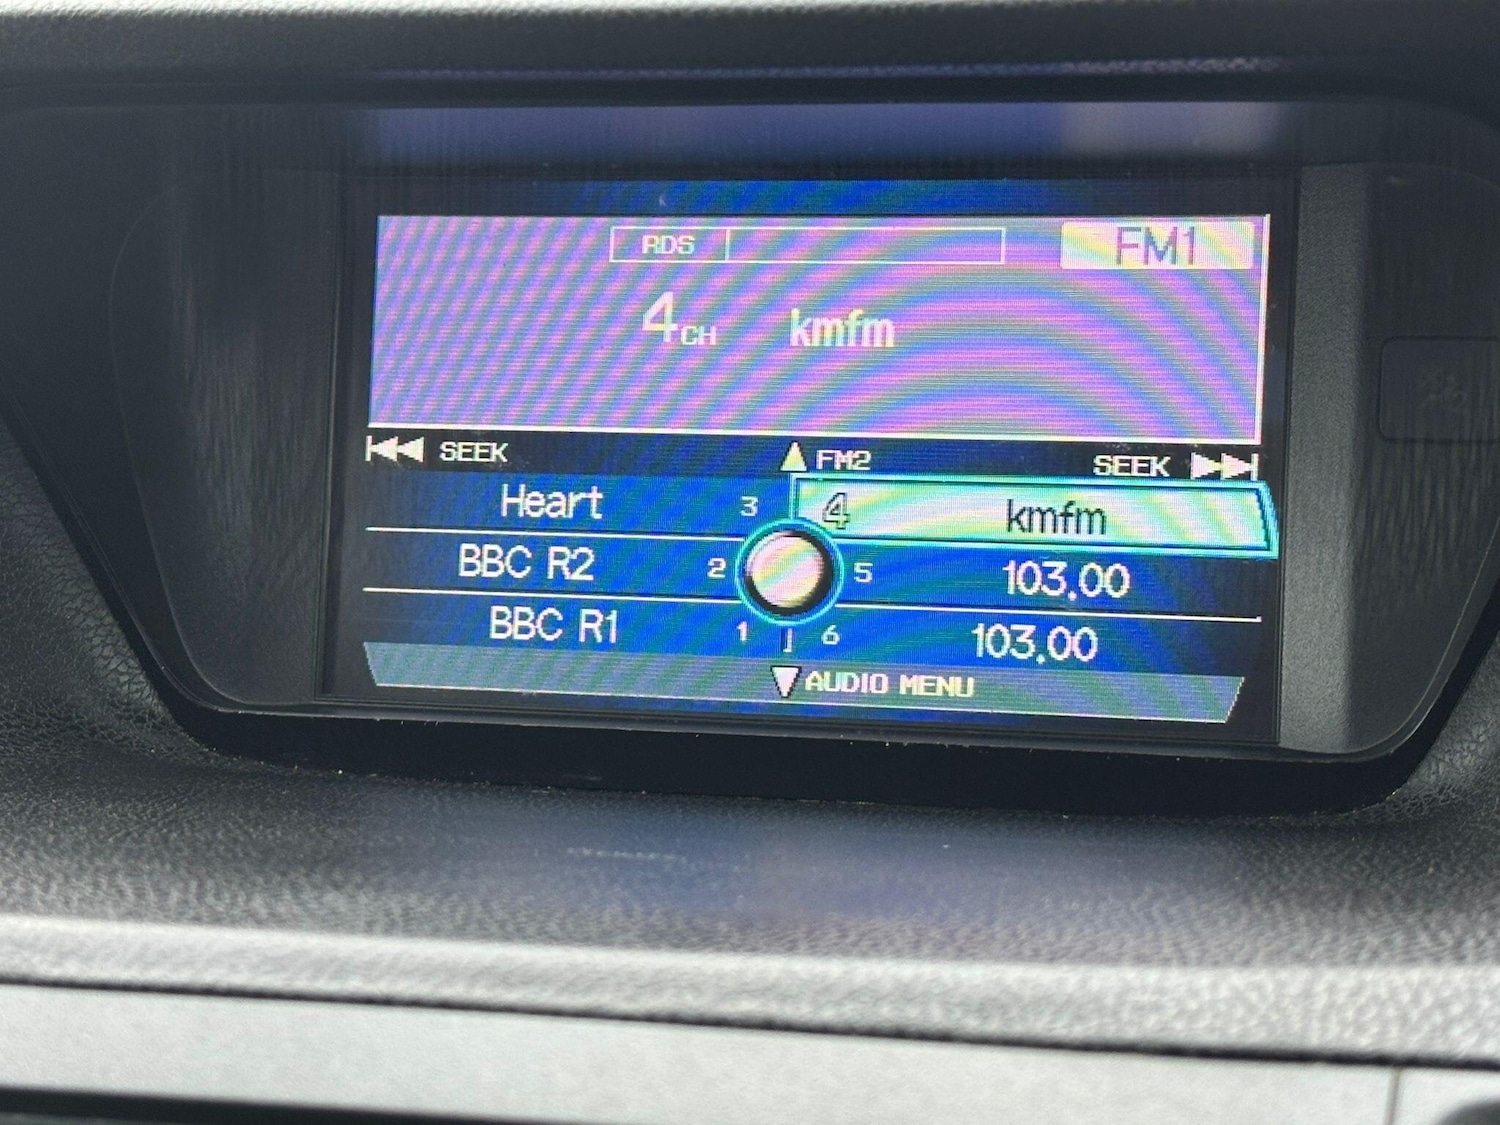 RDS FM1
4CH kmfm
SEEK FM2 SEEK
Heart 3 4 kmfm
BBC R2 2 5 103.00
BBC R1 1 6 103.00
AUDIO MENU